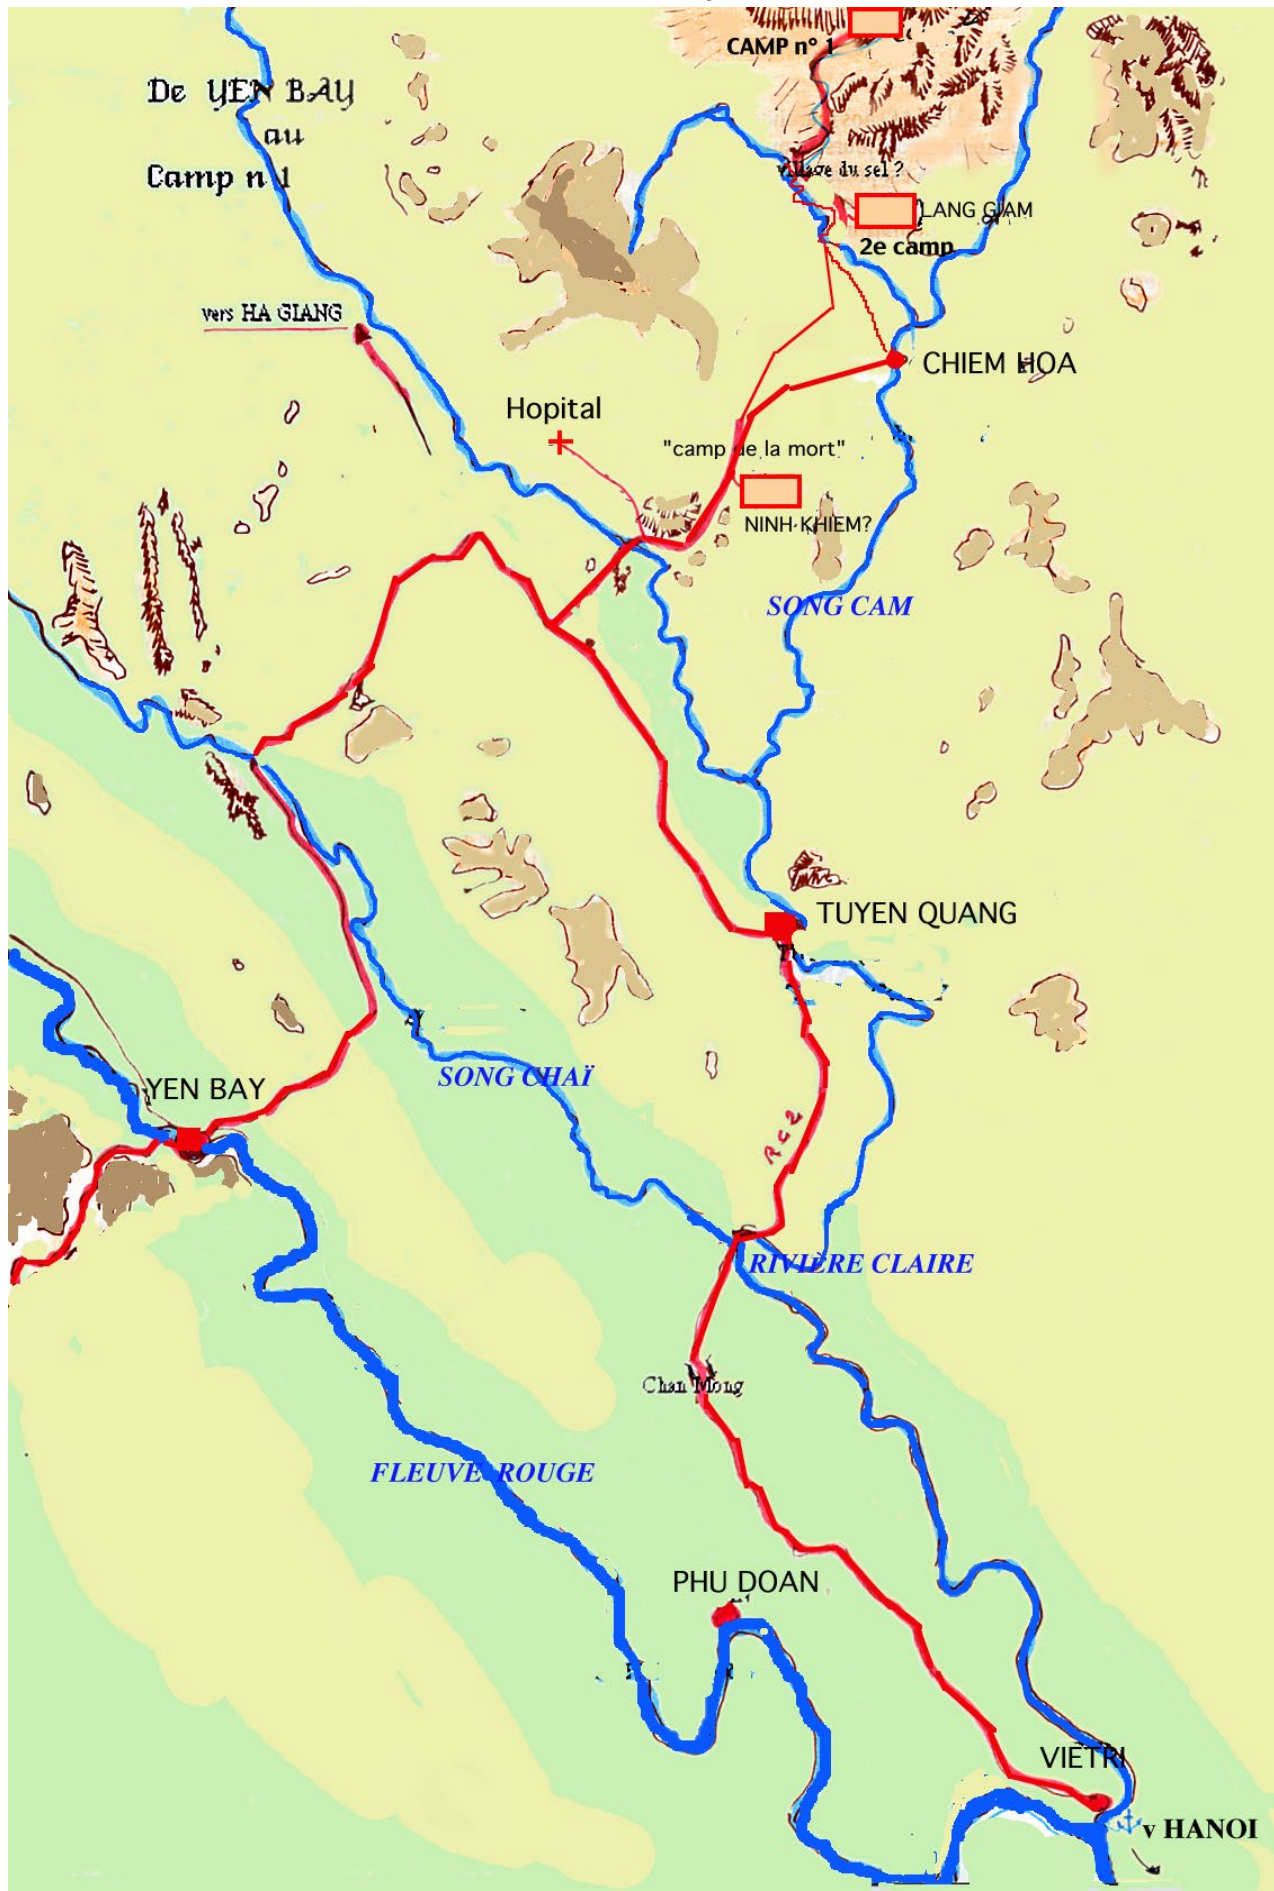 CAMP n° 1
De YEN BAY
au
Camp n 1
village du sel ?
LANG GIAM
2e camp
vers HA GIANG
CHIEM HOA
Hopital
"camp de la mort"
NINH KHIEM?
SONG CAM
TUYEN QUANG
SONG CHAÏ
YEN BAY
R C 2
RIVIÈRE CLAIRE
Chan Mong
FLEUVE ROUGE
PHU DOAN
VIETRI
v HANOI